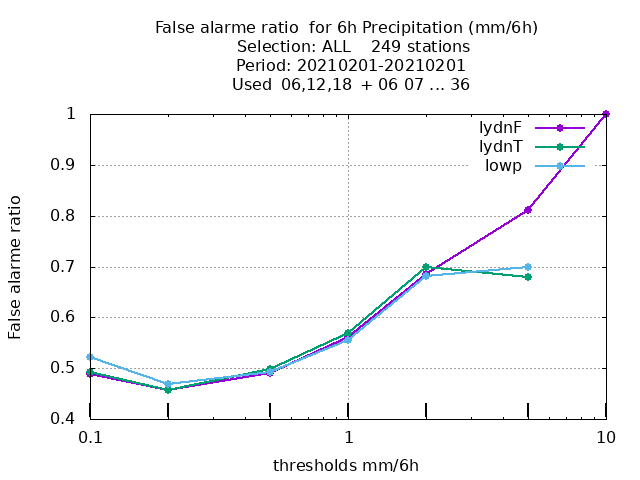 False alarme ratio  for 6h Precipitation (mm/6h)
Selection: ALL    249 stations
Period: 20210201-20210201
Used  06,12,18  + 06 07 ... 36
1
0.9
0.8
0.7
0.6
0.5
0.4
False alarme ratio
lydnF
lydnT
lowp
0.1
1
10
thresholds mm/6h